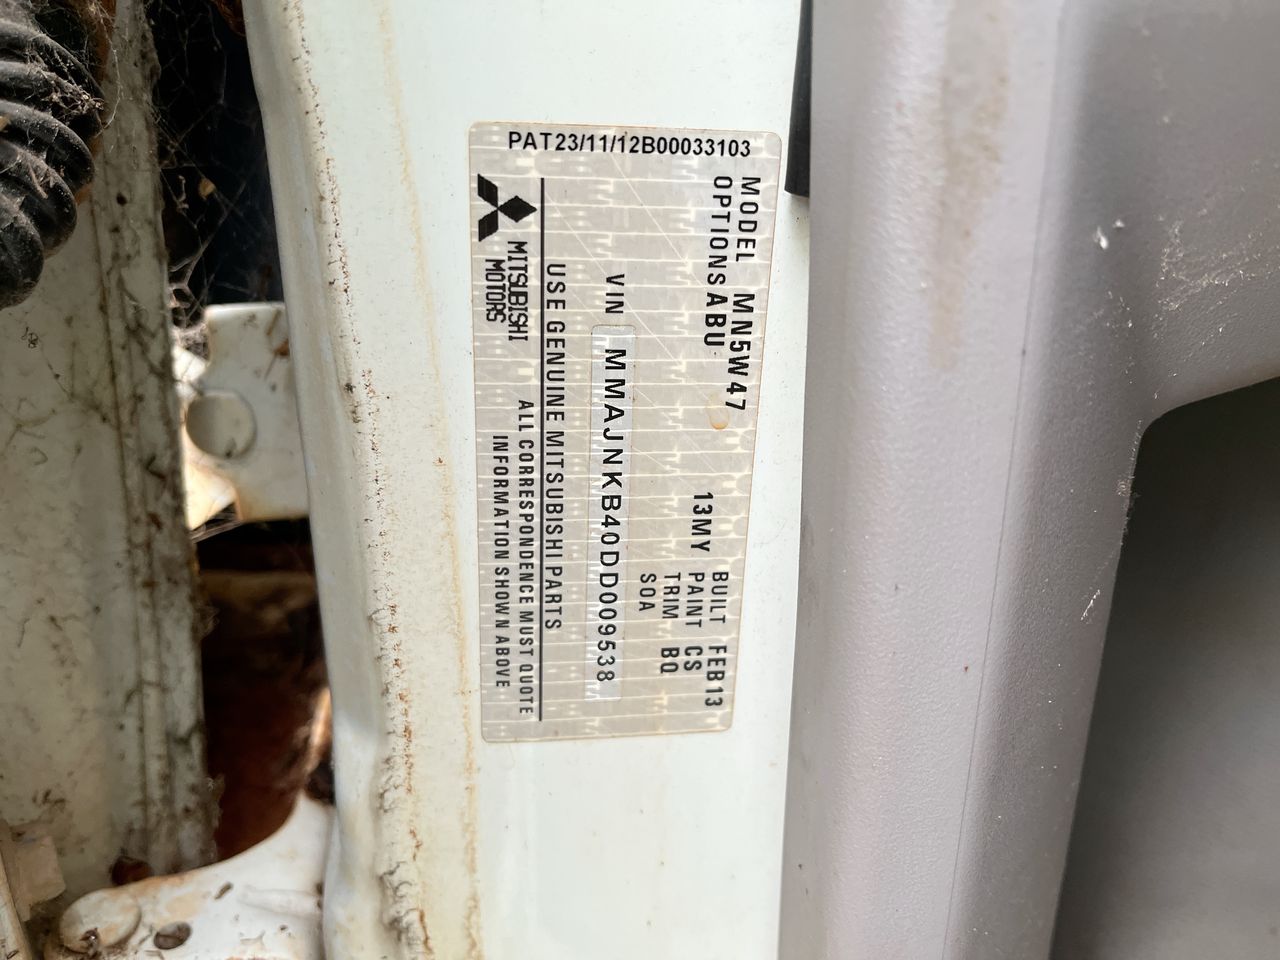 PAT23/11/12B00033103
MODEL MN5W47
OPTIONS ABU 13MY
BUILT FEB13
PAINT CS
TRIM BQ
SOA
VIN MMAJNKB40DD009538
USE GENUINE MITSUBISHI PARTS
MITSUBISHI
MOTORS
ALL CORRESPONDENCE MUST QUOTE
INFORMATION SHOWN ABOVE